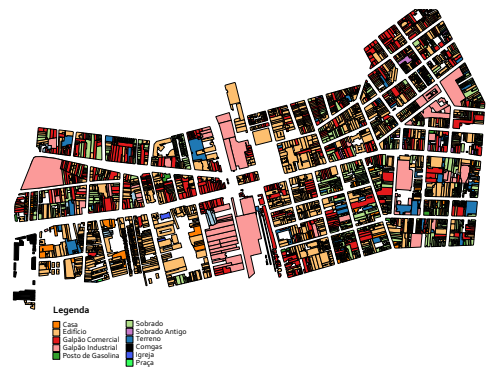 Legenda
Casa
Edifício
Galpão Comercial
Galpão Industrial
Posto de Gasolina
Sobrado
Sobrado Antigo
Terreno
Comgas
Igreja
Praça